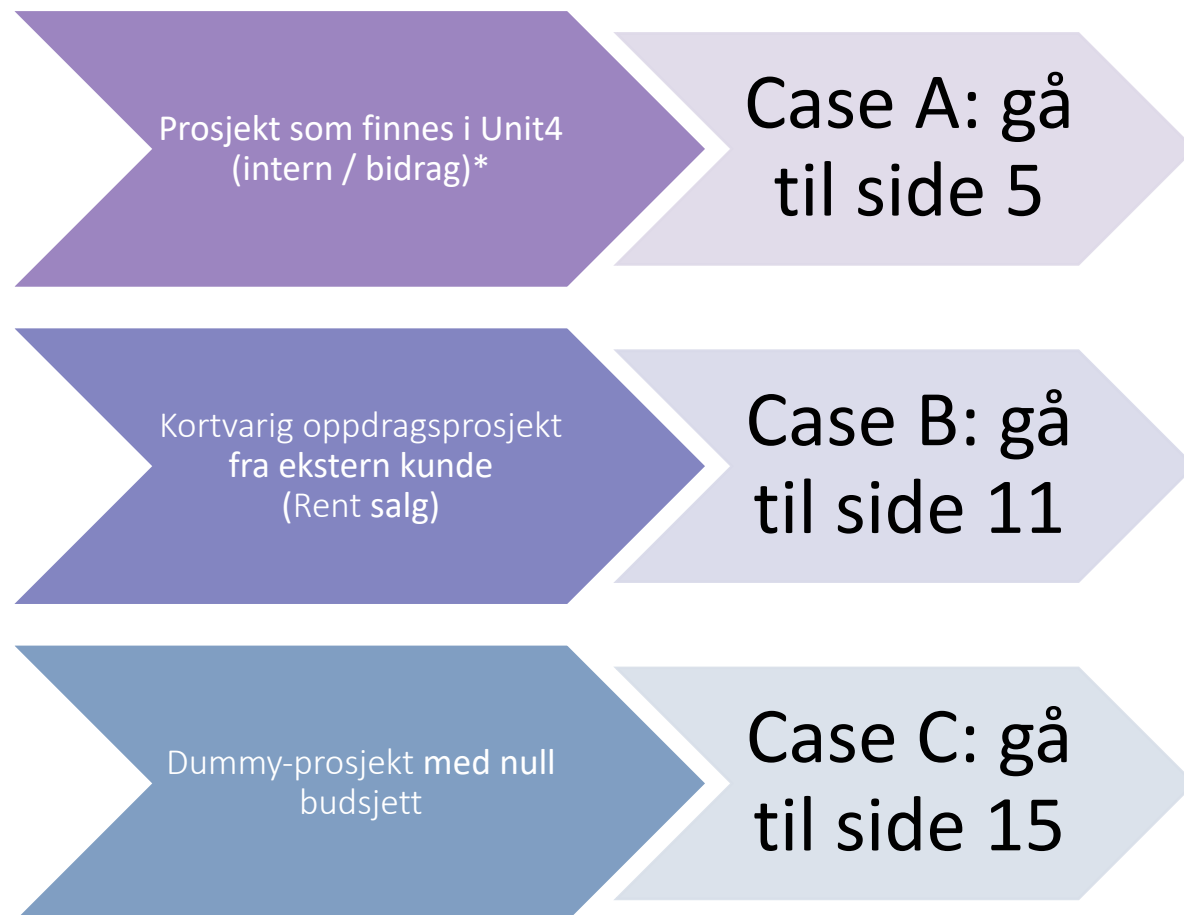 Prosjekt som finnes i Unit4
(intern / bidrag)*
Case A: gå
til side 5
Kortvarig oppdragsprosjekt
fra ekstern kunde
(Rent salg)
Case B: gå
til side 11
Dummy-prosjekt med null
budsjett
Case C: gå
til side 15